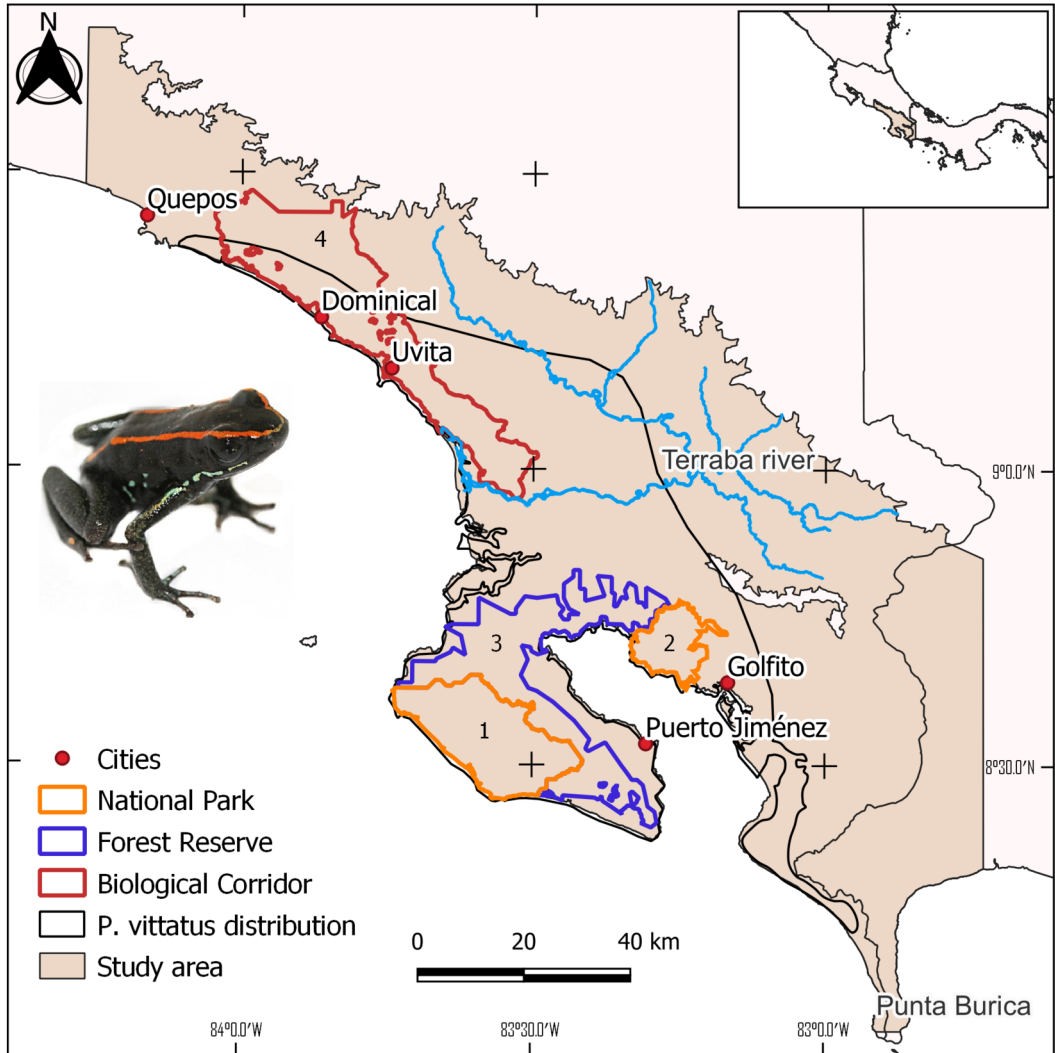 N
Quepos
4
Dominical
Uvita
Terraba river
9°0.0'N
3
2
Golfito
1
Puerto Jiménez
8°30.0'N
Cities
National Park
Forest Reserve
Biological Corridor
P. vittatus distribution
Study area
0 20 40 km
Punta Burica
84°0.0'W 83°30.0'W 83°0.0'W